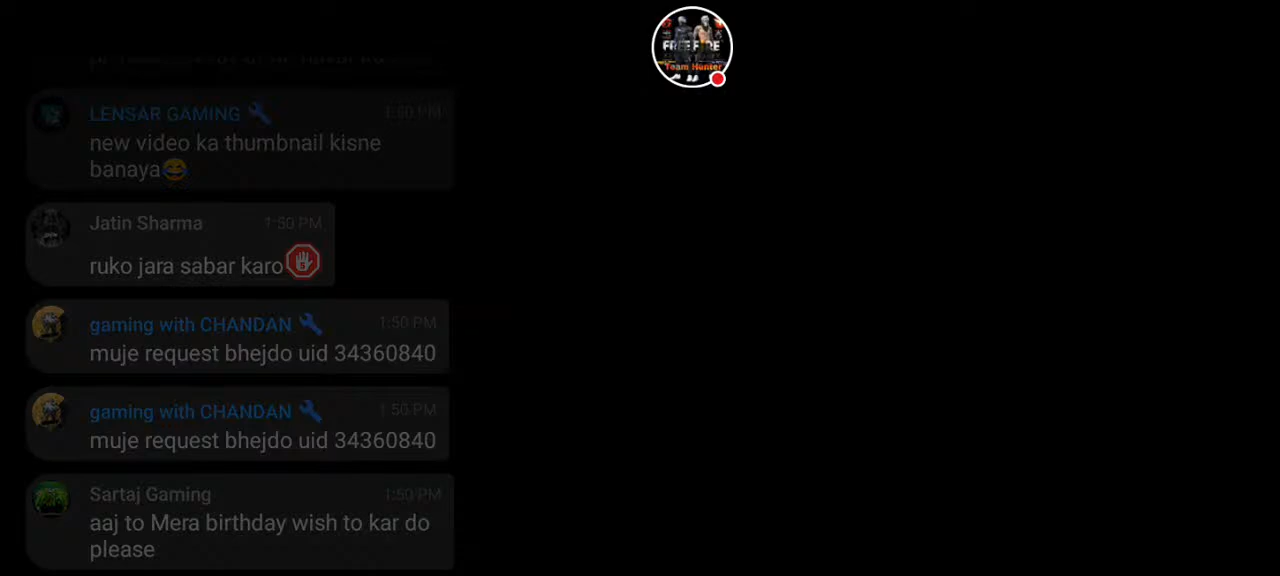 FREE FIRE
Team Hunter
LENSAR GAMING 1:50 PM
new video ka thumbnail kisne
banaya😂
Jatin Sharma 1:50 PM
ruko jara sabar karo
gaming with CHANDAN 1:50 PM
muje request bhejdo uid 34360840
gaming with CHANDAN 1:50 PM
muje request bhejdo uid 34360840
Sartaj Gaming 1:50 PM
aaj to Mera birthday wish to kar do
please